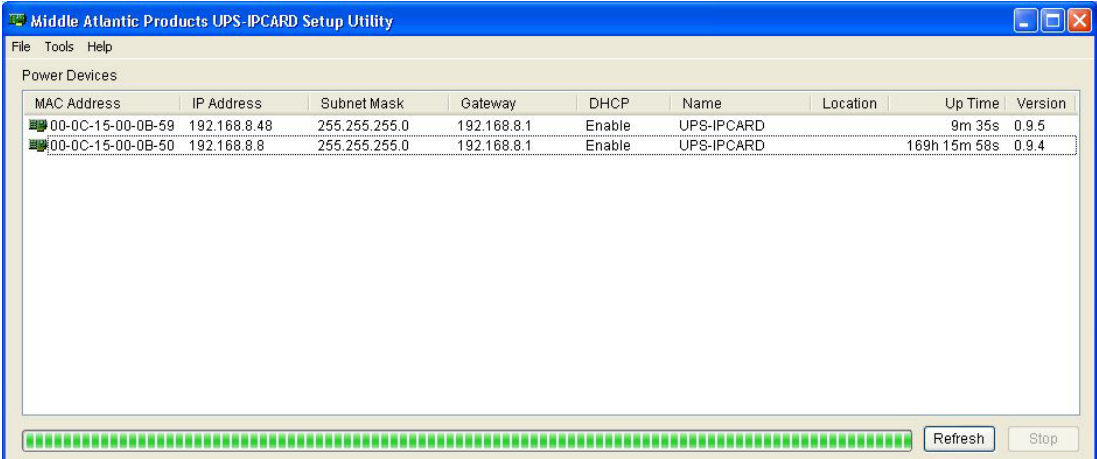 Middle Atlantic Products UPS-IPCARD Setup Utility
File Tools Help
Power Devices
MAC Address IP Address Subnet Mask Gateway DHCP Name Location Up Time Version
00-0C-15-00-0B-59 192.168.8.48 255.255.255.0 192.168.8.1 Enable UPS-IPCARD 9m 35s 0.9.5
00-0C-15-00-0B-50 192.168.8.8 255.255.255.0 192.168.8.1 Enable UPS-IPCARD 169h 15m 58s 0.9.4
Refresh Stop